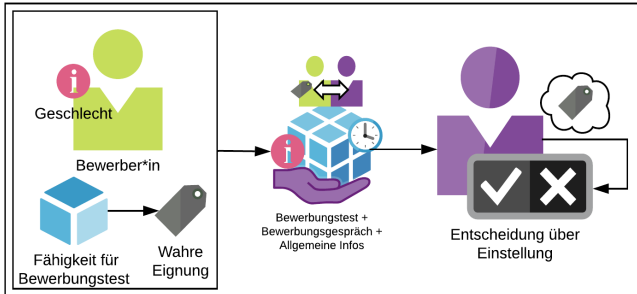 i
Geschlecht
Bewerber*in
Fähigkeit für
Bewerbungstest
Wahre
Eignung
i
Bewerbungstest +
Bewerbungsgespräch +
Allgemeine Infos
Entscheidung über
Einstellung